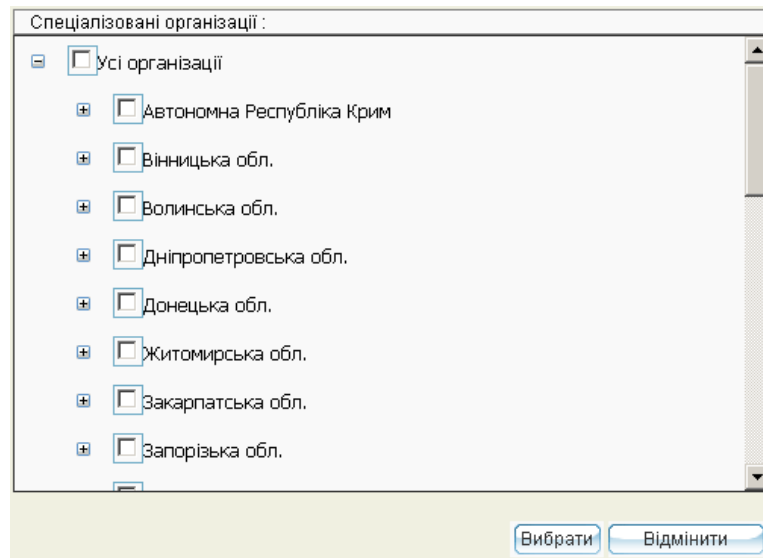 Спеціалізовані організації :
Усі організації
Автономна Республіка Крим
Вінницька обл.
Волинська обл.
Дніпропетровська обл.
Донецька обл.
Житомирська обл.
Закарпатська обл.
Запорізька обл.
Вибрати Відмінити